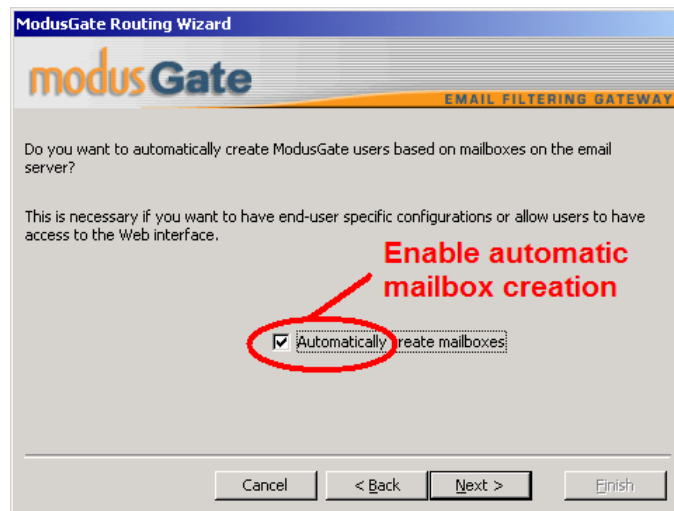 ModusGate Routing Wizard
modusGate
EMAIL FILTERING GATEWAY
Do you want to automatically create ModusGate users based on mailboxes on the email
server?
This is necessary if you want to have end-user specific configurations or allow users to have
access to the Web interface.
Enable automatic
mailbox creation
Automatically create mailboxes
Cancel
< Back
Next >
Finish